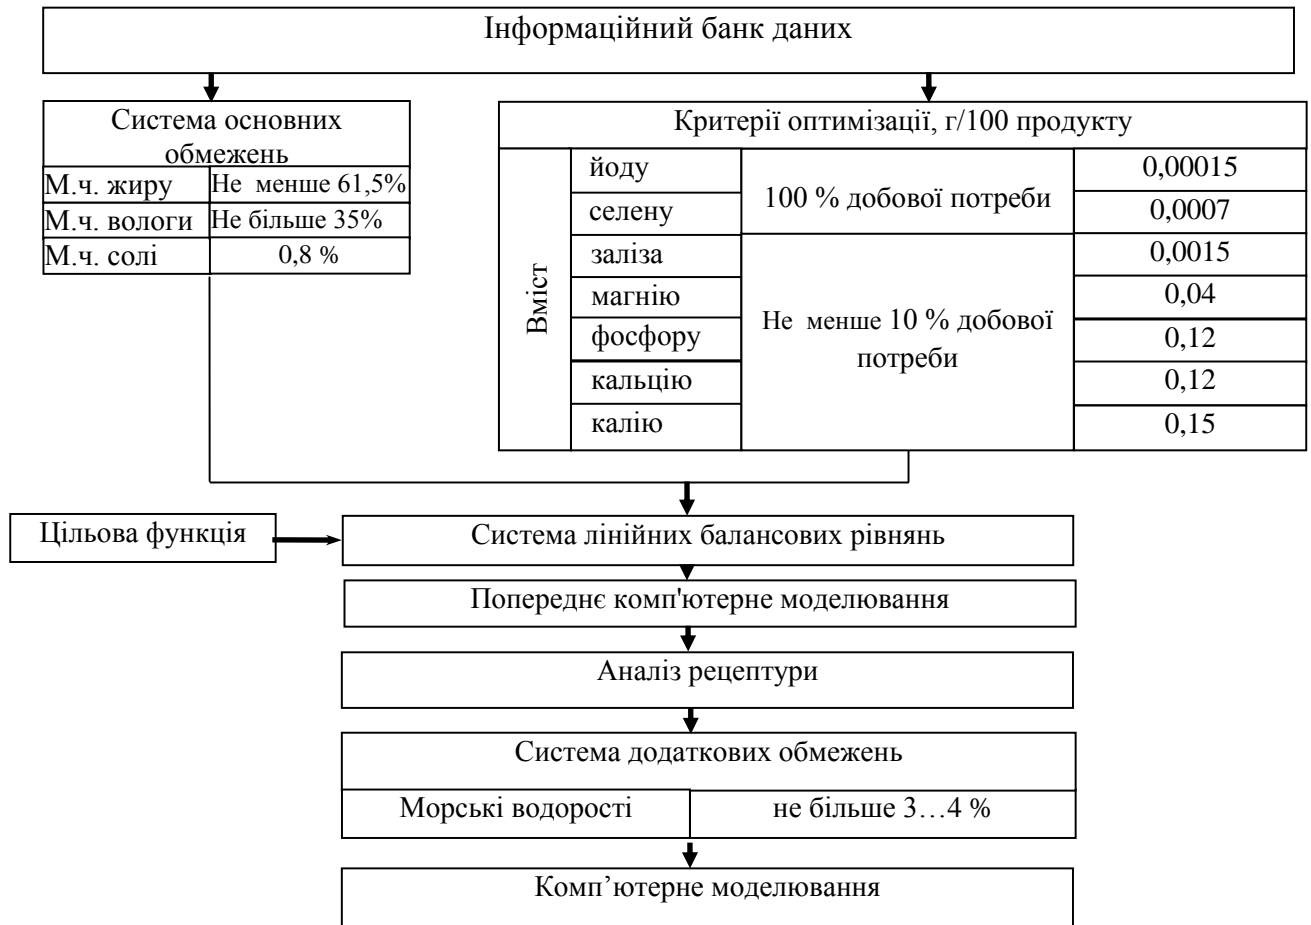 Інформаційний банк даних
Система основних
обмежень
М.ч. жиру Не менше 61,5%
М.ч. вологи Не більше 35%
М.ч. солі 0,8 %
Критерії оптимізації, г/100 продукту
Вміст
йоду
селену
заліза
магнію
фосфору
кальцію
калію
100 % добової потреби
Не менше 10 % добової
потреби
0,00015
0,0007
0,0015
0,04
0,12
0,12
0,15
Цільова функція
Система лінійних балансових рівнянь
Попереднє комп'ютерне моделювання
Аналіз рецептури
Система додаткових обмежень
Морські водорості не більше 3…4 %
Комп’ютерне моделювання